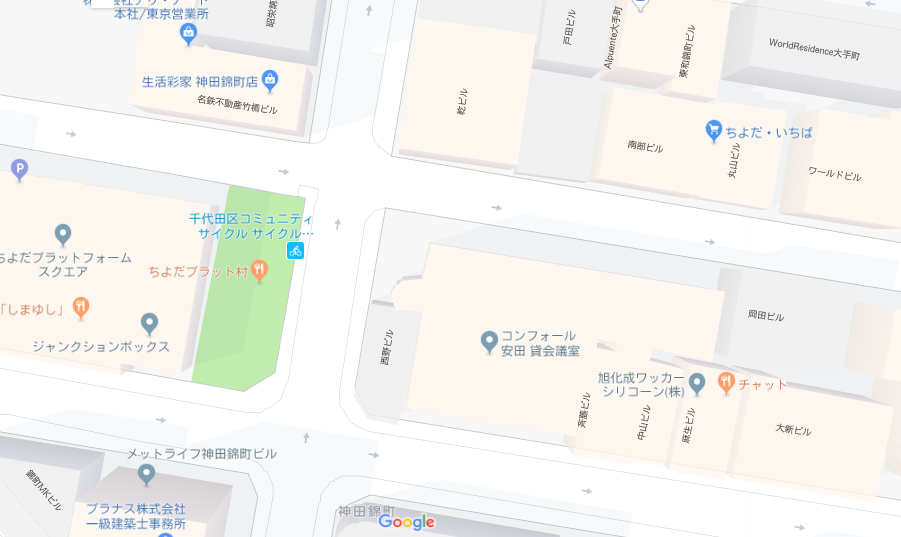 本社/東京営業所
昭栄
生活彩家 神田錦町店
名鉄不動産竹橋ビル
戸田ビル
Alpuente大手町
東和錦町ビル
WorldResidence大手町
乾ビル
南部ビル
ちよだ・いちば
丸山ビル
ワールドビル
P
千代田区コミュニティ
サイクル サイクル…
ちよだプラット村
ちよだプラットフォーム
スクエア
「しまゆし」
ジャンクションボックス
西野ビル
コンフォール
安田 貸会議室
岡田ビル
旭化成ワッカー
シリコーン(株)
チャット
斉藤ビル
中山ビル
麻生ビル
大新ビル
メットライフ神田錦町ビル
錦町MKビル
プラナス株式会社
一級建築士事務所
神田錦町
Google